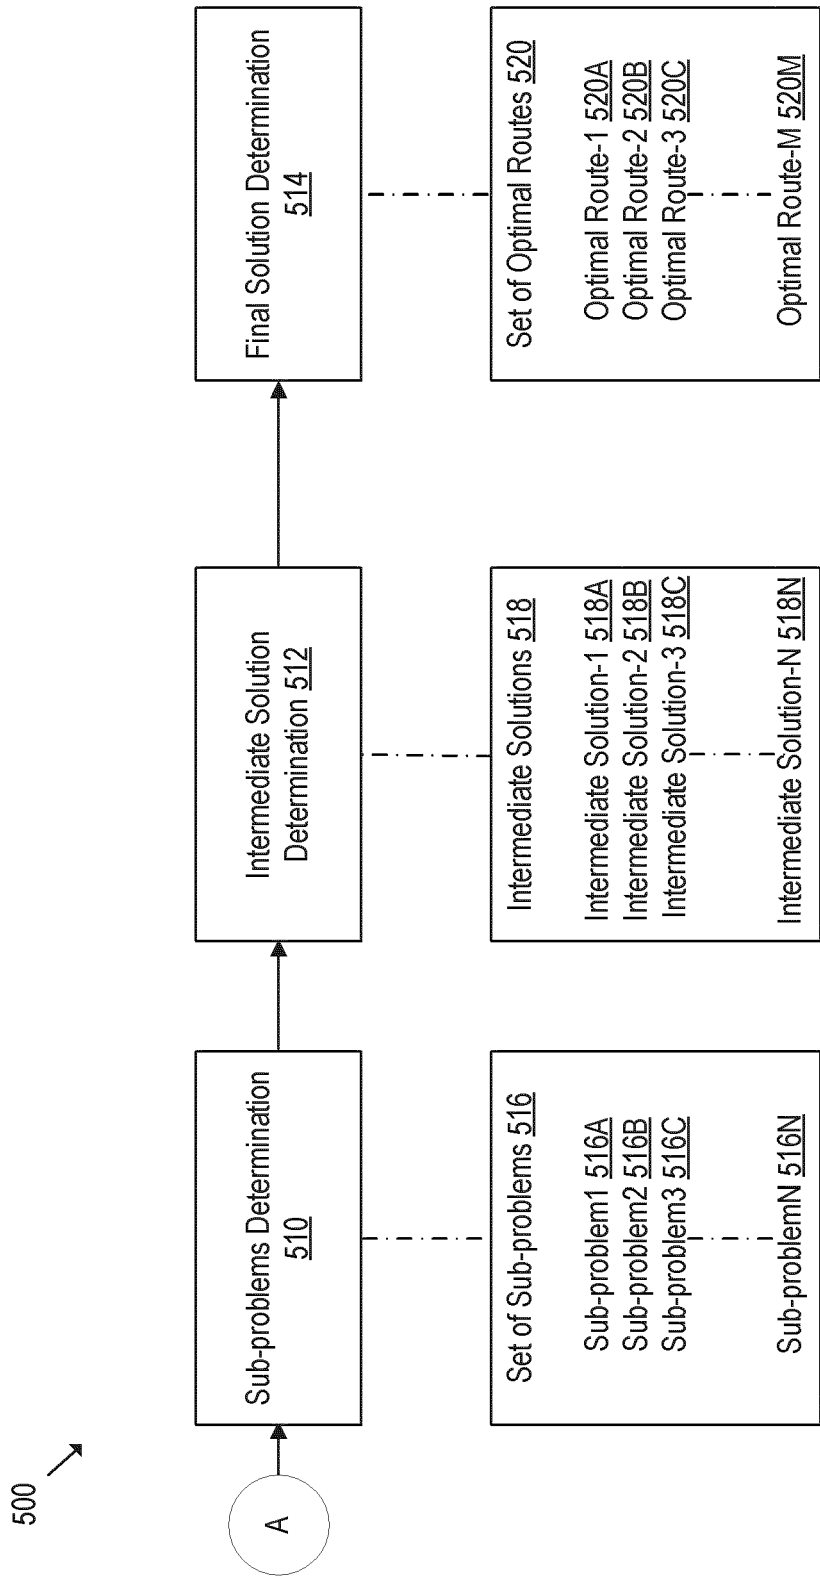 500
A
Sub-problems Determination
510
Intermediate Solution
Determination 512
Final Solution Determination
514
Set of Sub-problems 516
Sub-problem1 516A
Sub-problem2 516B
Sub-problem3 516C
Sub-problemN 516N
Intermediate Solutions 518
Intermediate Solution-1 518A
Intermediate Solution-2 518B
Intermediate Solution-3 518C
Intermediate Solution-N 518N
Set of Optimal Routes 520
Optimal Route-1 520A
Optimal Route-2 520B
Optimal Route-3 520C
Optimal Route-M 520M